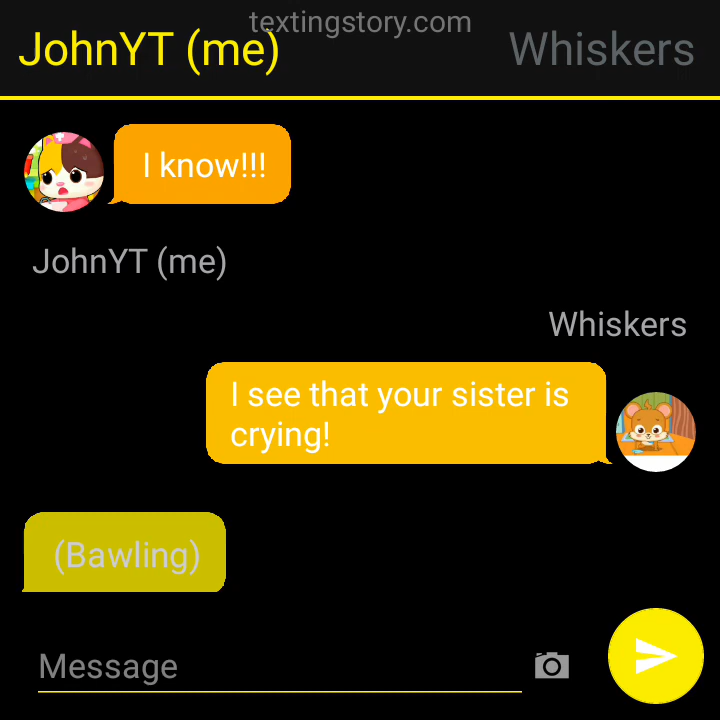 textingstory.com
JohnYT (me)
Whiskers
I know!!!
JohnYT (me)
Whiskers
I see that your sister is
crying!
(Bawling)
Message